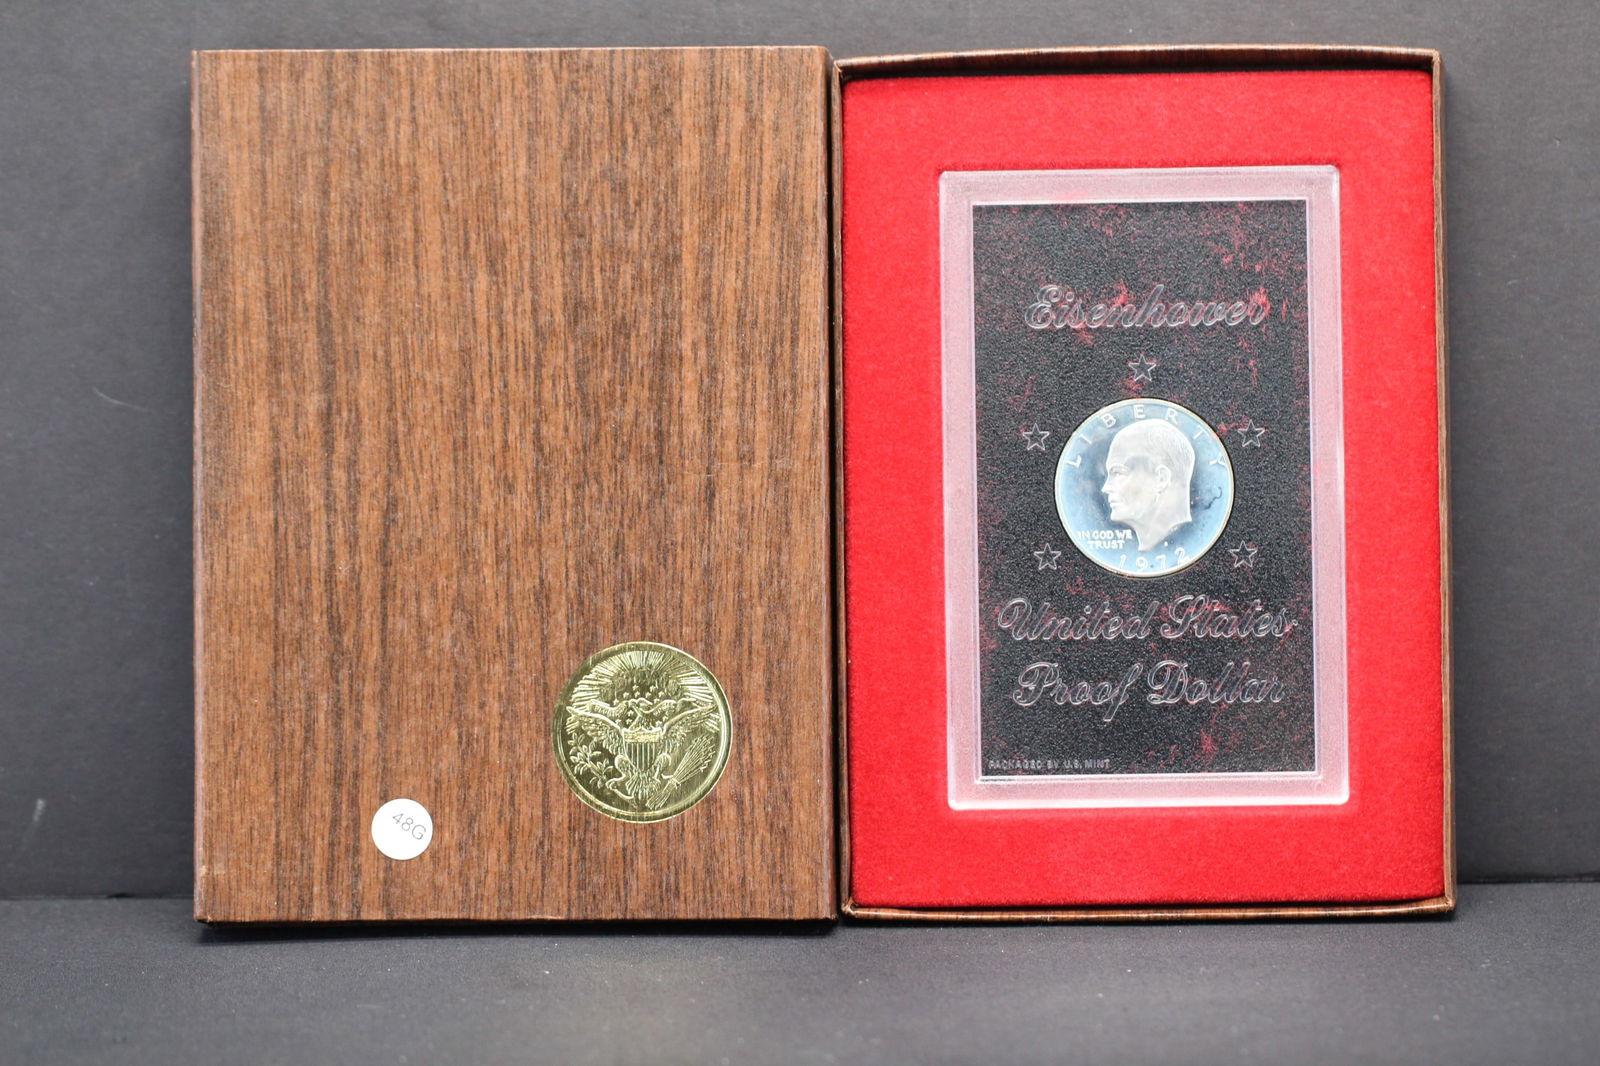 48G
Eisenhower
LIBERTY
IN GOD WE
TRUST
1972
United States
Proof Dollar
PACKAGED BY U.S. MINT